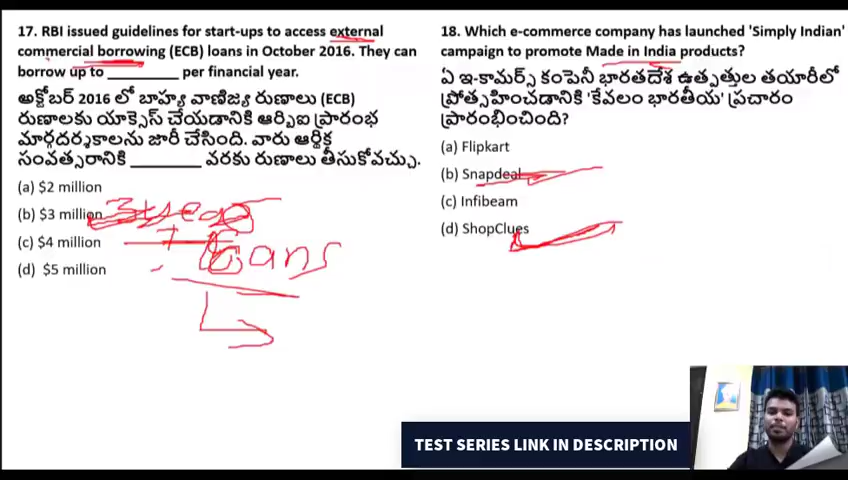 17. RBI issued guidelines for start-ups to access external
commercial borrowing (ECB) loans in October 2016. They can
borrow up to _________ per financial year.
అక్టోబర్ 2016 లో బాహ్య వాణిజ్య రుణాలు (ECB)
రుణాలకు యాక్సెస్ చేయడానికి ఆర్బిఐ ప్రారంభ
మార్గదర్శకాలను జారీ చేసింది. వారు ఆర్థిక
సంవత్సరానికి _________ వరకు రుణాలు తీసుకోవచ్చు.
(a) $2 million
(b) $3 million
(c) $4 million
(d) $5 million
loans
18. Which e-commerce company has launched 'Simply Indian'
campaign to promote Made in India products?
ఏ ఇ-కామర్స్ కంపెనీ భారతదేశ ఉత్పత్తుల తయారీలో
ప్రోత్సహించడానికి 'కేవలం భారతీయ' ప్రచారం
ప్రారంభించింది?
(a) Flipkart
(b) Snapdeal
(c) Infibeam
(d) ShopClues
TEST SERIES LINK IN DESCRIPTION